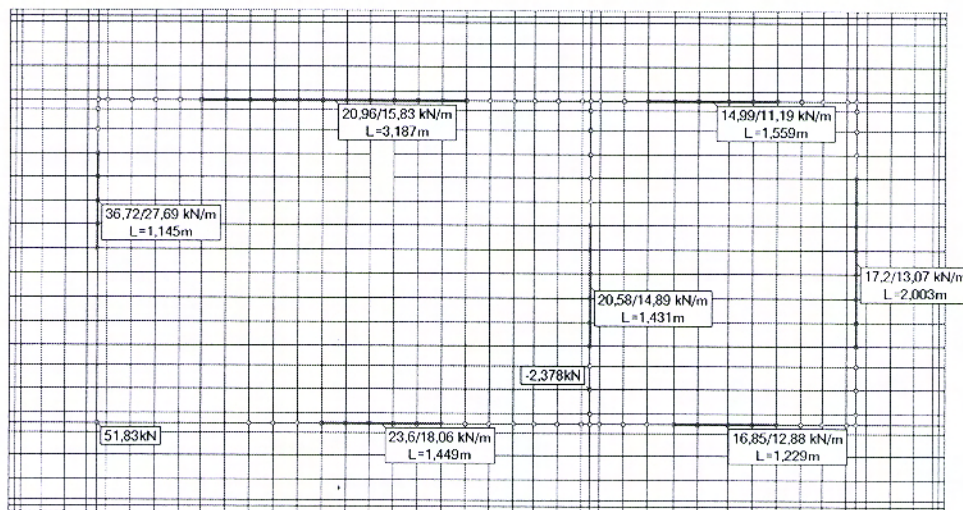 20,96/15,83 kN/m
L=3,187m
14,99/11,19 kN/m
L=1,559m
36,72/27,69 kN/m
L=1,145m
17,2/13,07 kN/m
L=2,003m
20,58/14,89 kN/m
L=1,431m
-2,378kN
51,83kN
23,6/18,06 kN/m
L=1,449m
16,85/12,88 kN/m
L=1,229m